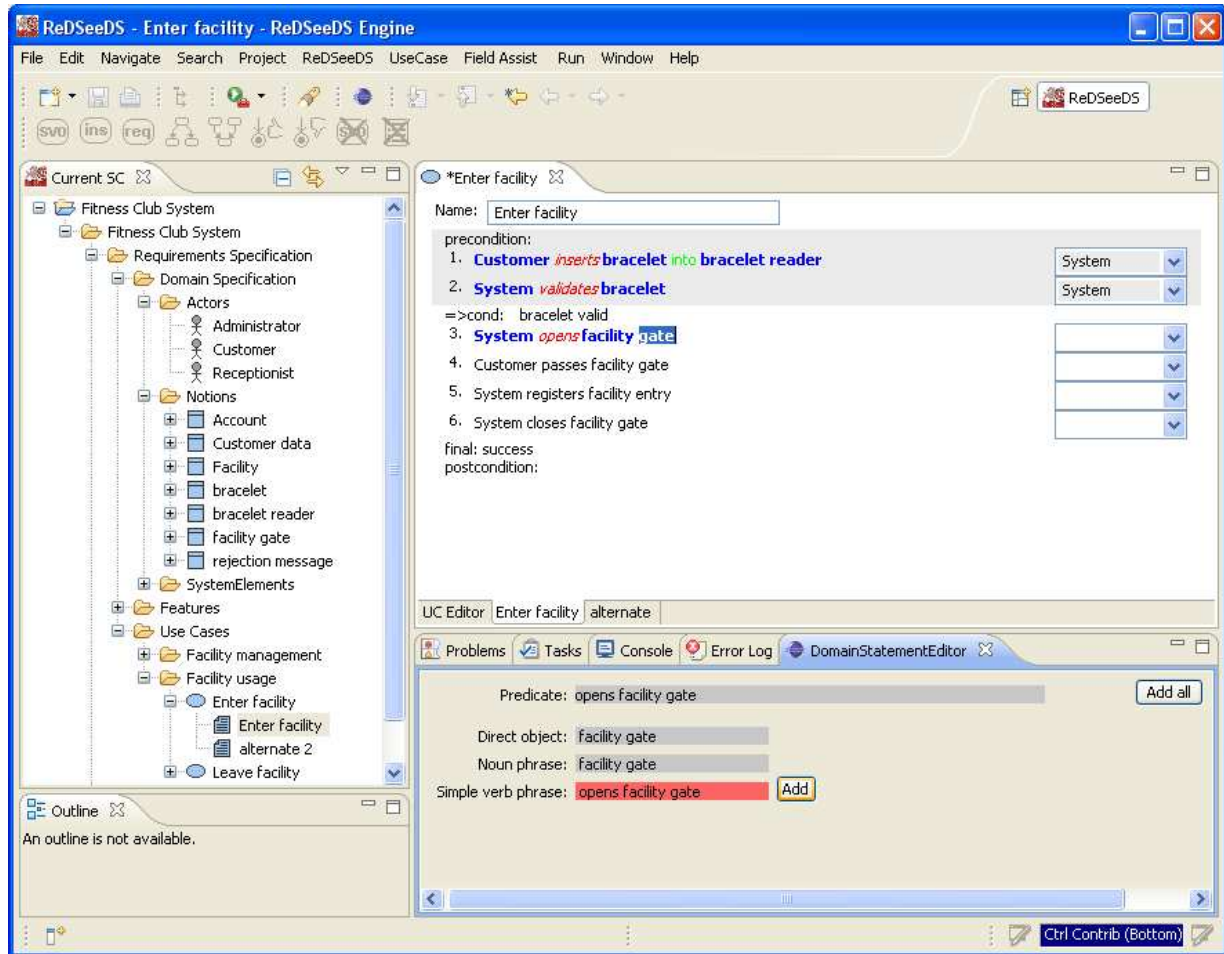 ReDSeeDS - Enter facility - ReDSeeDS Engine
File Edit Navigate Search Project ReDSeeDS UseCase Field Assist Run Window Help
ReDSeeDS
svo ins req
Current SC
Fitness Club System
Fitness Club System
Requirements Specification
Domain Specification
Actors
Administrator
Customer
Receptionist
Notions
Account
Customer data
Facility
bracelet
bracelet reader
facility gate
rejection message
SystemElements
Features
Use Cases
Facility management
Facility usage
Enter facility
Enter facility
alternate 2
Leave facility
Outline
An outline is not available.
*Enter facility
Name: Enter facility
precondition:
1. Customer inserts bracelet into bracelet reader System
2. System validates bracelet System
=>cond: bracelet valid
3. System opens facility gate
4. Customer passes facility gate
5. System registers facility entry
6. System closes facility gate
final: success
postcondition:
UC Editor Enter facility alternate
Problems Tasks Console Error Log DomainStatementEditor
Predicate: opens facility gate Add all
Direct object: facility gate
Noun phrase: facility gate
Simple verb phrase: opens facility gate Add
Ctrl Contrib (Bottom)